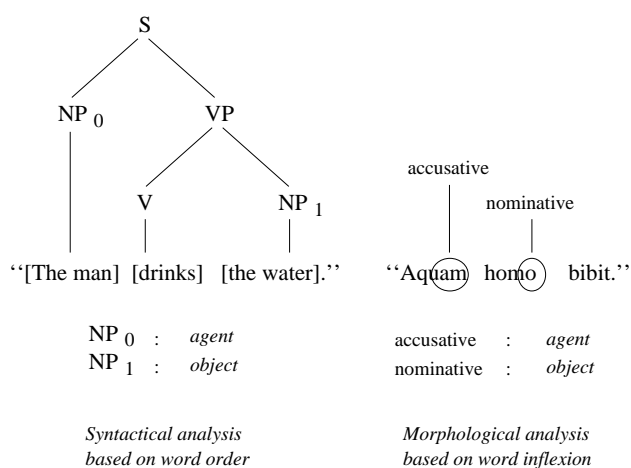 S
NP 0 VP
accusative
V NP 1 nominative
‘‘[The man] [drinks] [the water].’’ ‘‘Aquam homo bibit.’’
NP 0 : agent accusative : agent
NP 1 : object nominative : object
Syntactical analysis Morphological analysis
based on word order based on word inflexion